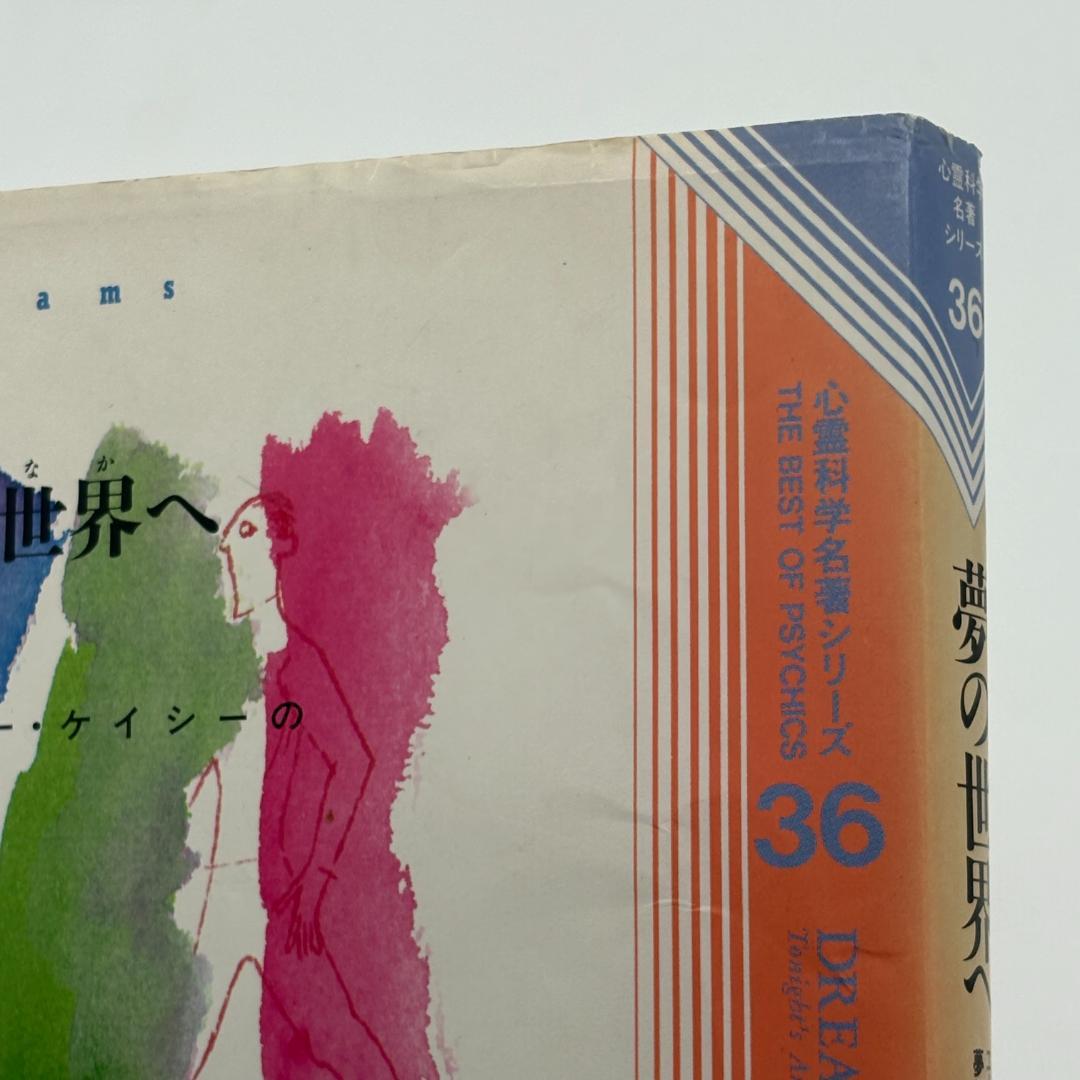 ams
なか
世界へ
ー・ケイシーの
心霊科学名著シリーズ
THE BEST OF PSYCHICS
36
DREA
Tonight's A
心霊科学
名著
シリーズ
36
夢の世界へ
夢